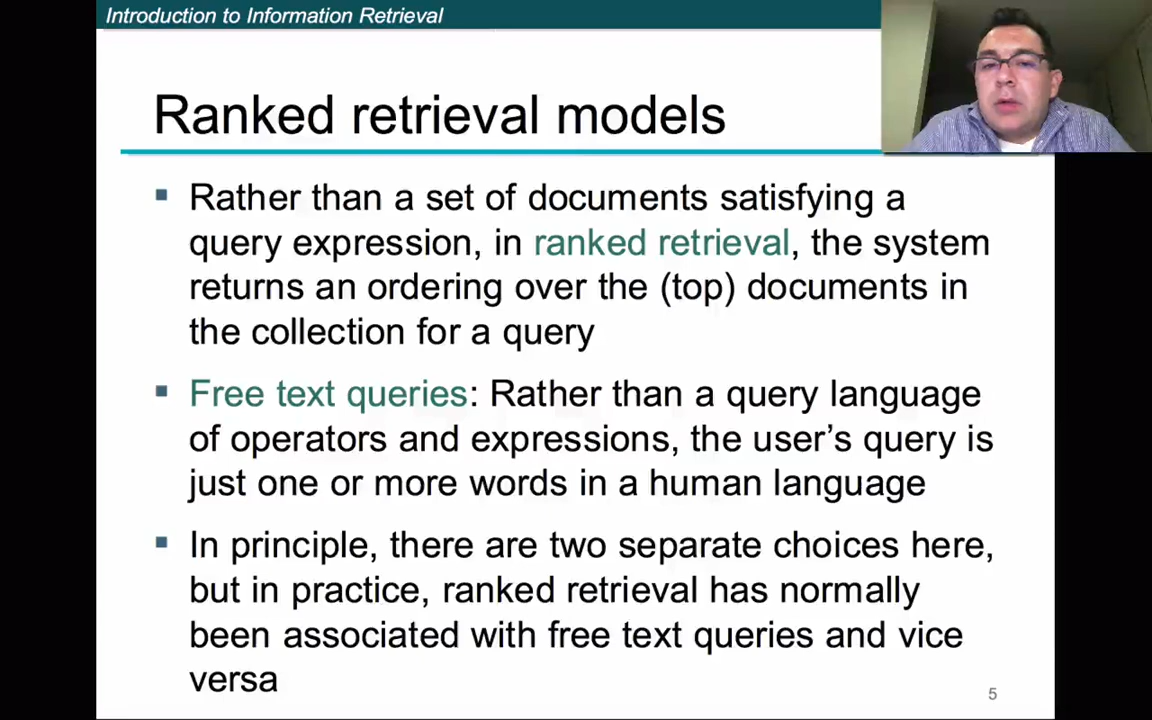 Introduction to Information Retrieval
Ranked retrieval models
▪ Rather than a set of documents satisfying a
query expression, in ranked retrieval, the system
returns an ordering over the (top) documents in
the collection for a query
▪ Free text queries: Rather than a query language
of operators and expressions, the user’s query is
just one or more words in a human language
▪ In principle, there are two separate choices here,
but in practice, ranked retrieval has normally
been associated with free text queries and vice
versa
5